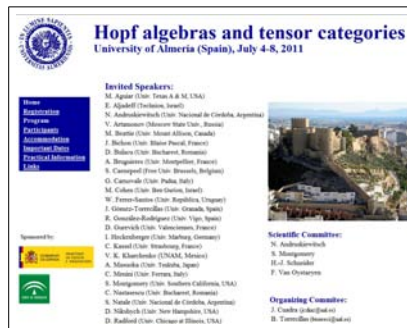 Hopf algebras and tensor categories
University of Almeria (Spain), July 4-8, 2011
Home
Registration
Program
Participants
Accommodation
Important Dates
Practical Information
Links
Sponsored by:
Invited Speakers:
M. Aguiar (Univ. Texas A & M, USA)
E. Aljadeff (Technion, Israel)
N. Andruskiewitsch (Univ. Nacional de Córdoba, Argentina)
V. Artamonov (Moscow State Univ., Russia)
M. Beattie (Univ. Mount Allison, Canada)
J. Bichon (Univ. Blaise Pascal, France)
D. Bulacu (Univ. Bucharest, Romania)
A. Bruguieres (Univ. Montpellier, France)
S. Caenepeel (Free Univ. Brussels, Belgium)
G. Carnovale (Univ. Padua, Italy)
M. Cohen (Ben Gurion, Israel)
W. Ferrer-Santos (Univ. República, Uruguay)
J. Gómez-Torrecillas (Univ. Granada, Spain)
R. González-Rodríguez (Univ. Vigo, Spain)
D. Gurevich (Univ. Valenciennes, France)
I. Heckenberger (Univ. Marburg, Germany)
C. Kassel (Univ. Strasbourg, France)
V. K. Kharchenko (UNAM, Mexico)
A. Masuoka (Univ. Tsukuba, Japan)
C. Menini (Univ. Ferrara, Italy)
S. Montgomery (Univ. Southern California, USA)
C. Nastasescu (Univ. Bucharest, Romania)
S. Natale (Univ. Nacional de Córdoba, Argentina)
D. Nikshych (Univ. New Hampshire, USA)
D. Radford (Univ. Chicago at Illinois, USA)
Scientific Committee:
N. Andruskiewitsch
S. Montgomery
H.-J. Schneider
F. Van Oystaeyen
Organizing Comitee:
J. Cuadra
B. Torrecillas